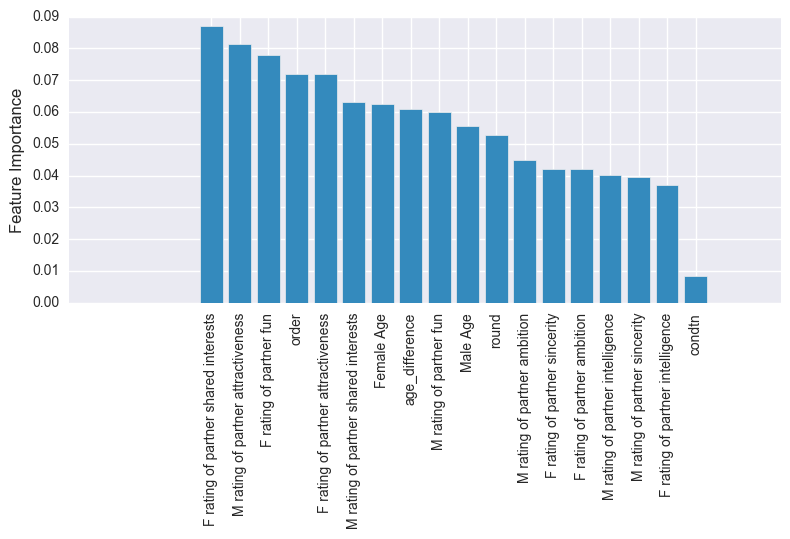 0.09
0.08
0.07
0.06
0.05
0.04
0.03
0.02
0.01
0.00
Feature Importance
F rating of partner shared interests
M rating of partner attractiveness
F rating of partner fun
order
F rating of partner attractiveness
M rating of partner shared interests
Female Age
age_difference
M rating of partner fun
Male Age
round
M rating of partner ambition
F rating of partner sincerity
F rating of partner ambition
M rating of partner intelligence
M rating of partner sincerity
F rating of partner intelligence
condtn